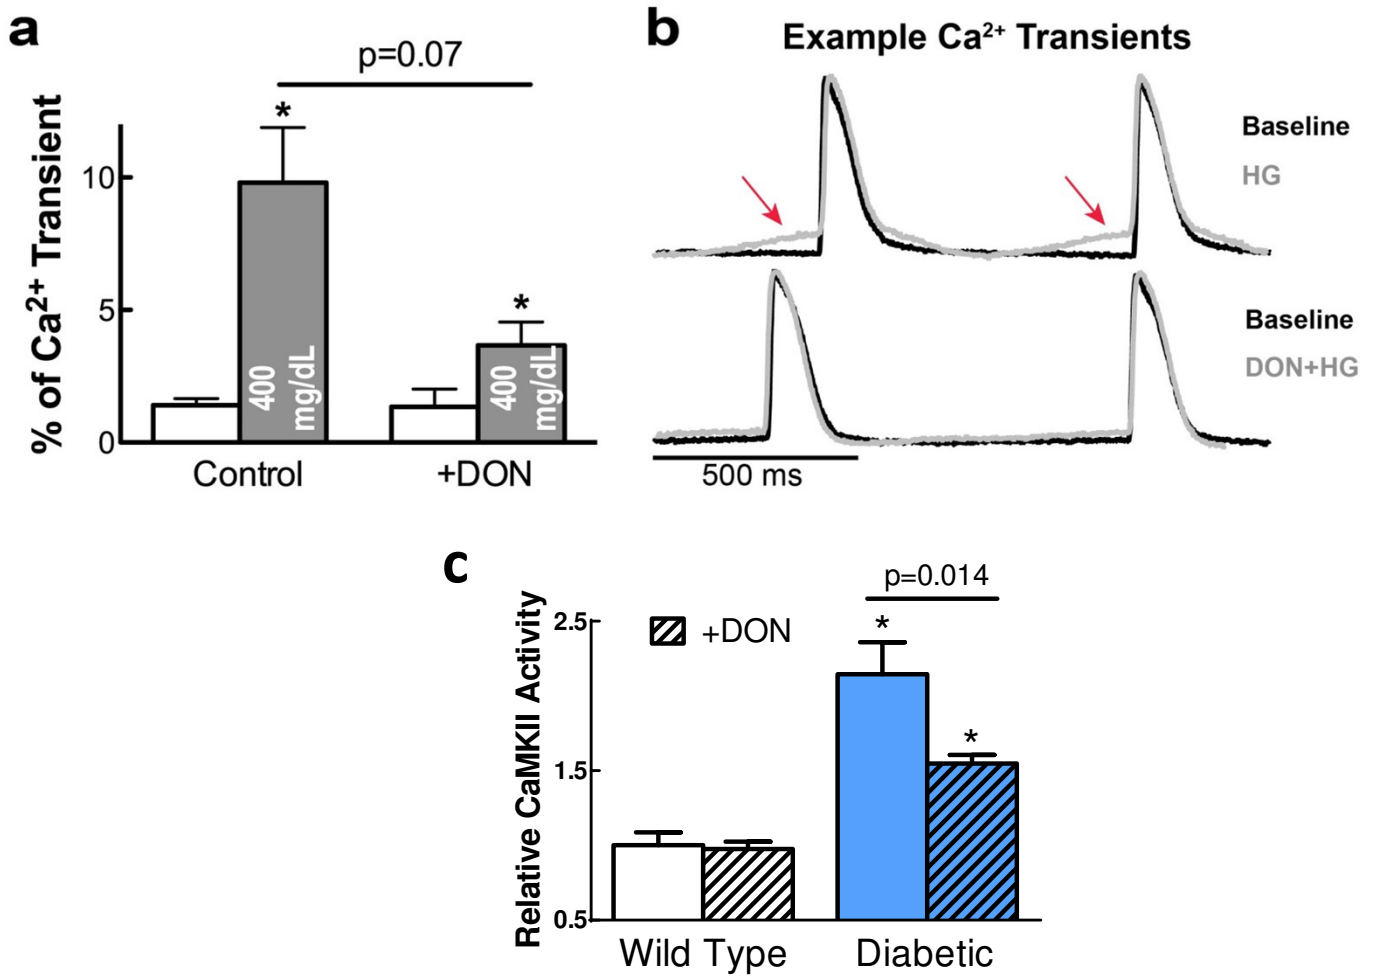 a
p=0.07
*
*
% of Ca2+ Transient
10
5
0
400
mg/dL
400
mg/dL
Control
+DON
b
Example Ca2+ Transients
Baseline
HG
Baseline
DON+HG
500 ms
c
p=0.014
+DON
*
*
Relative CaMKII Activity
2.5
1.5
0.5
Wild Type
Diabetic